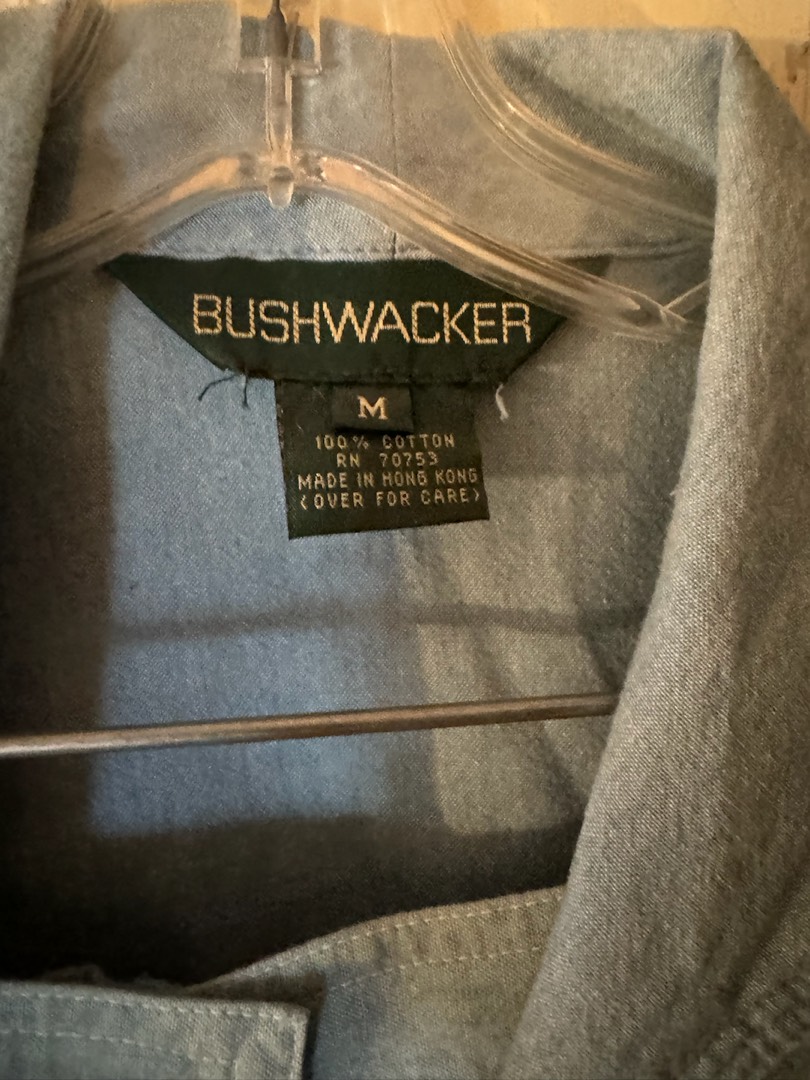 BUSHWACKER
M
100% COTTON
RN 70753
MADE IN HONG KONG
(OVER FOR CARE)